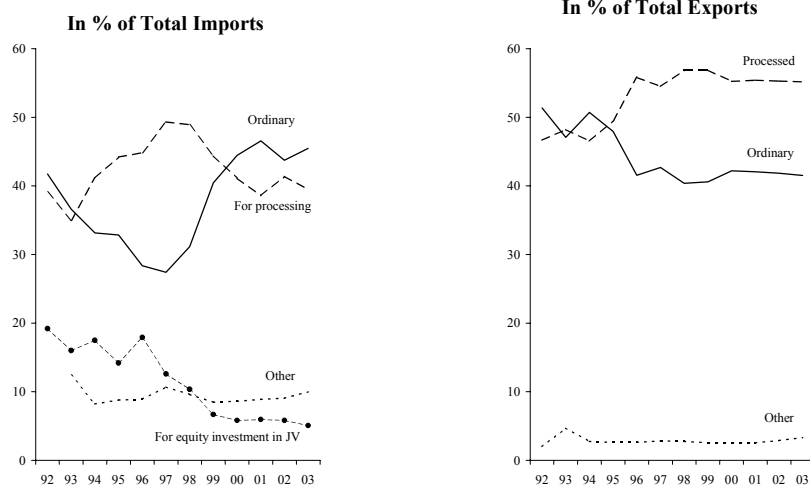 In % of Total Imports
60
50
40
30
20
10
0
Ordinary
For processing
Other
For equity investment in JV
92 93 94 95 96 97 98 99 00 01 02 03
In % of Total Exports
60
50
40
30
20
10
0
Processed
Ordinary
Other
92 93 94 95 96 97 98 99 00 01 02 03